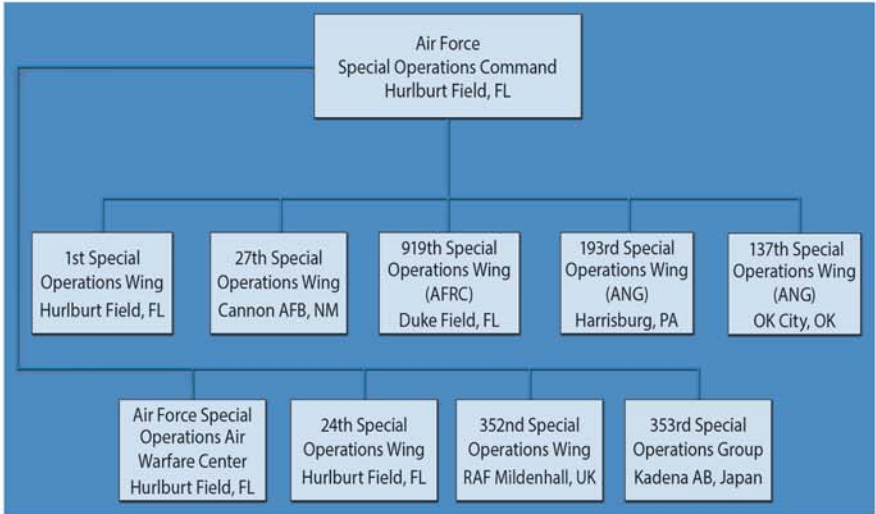 Air Force
Special Operations Command
Hurlburt Field, FL
1st Special
Operations Wing
Hurlburt Field, FL
27th Special
Operations Wing
Cannon AFB, NM
919th Special
Operations Wing
(AFRC)
Duke Field, FL
193rd Special
Operations Wing
(ANG)
Harrisburg, PA
137th Special
Operations Wing
(ANG)
OK City, OK
Air Force Special
Operations Air
Warfare Center
Hurlburt Field, FL
24th Special
Operations Wing
Hurlburt Field, FL
352nd Special
Operations Wing
RAF Mildenhall, UK
353rd Special
Operations Group
Kadena AB, Japan